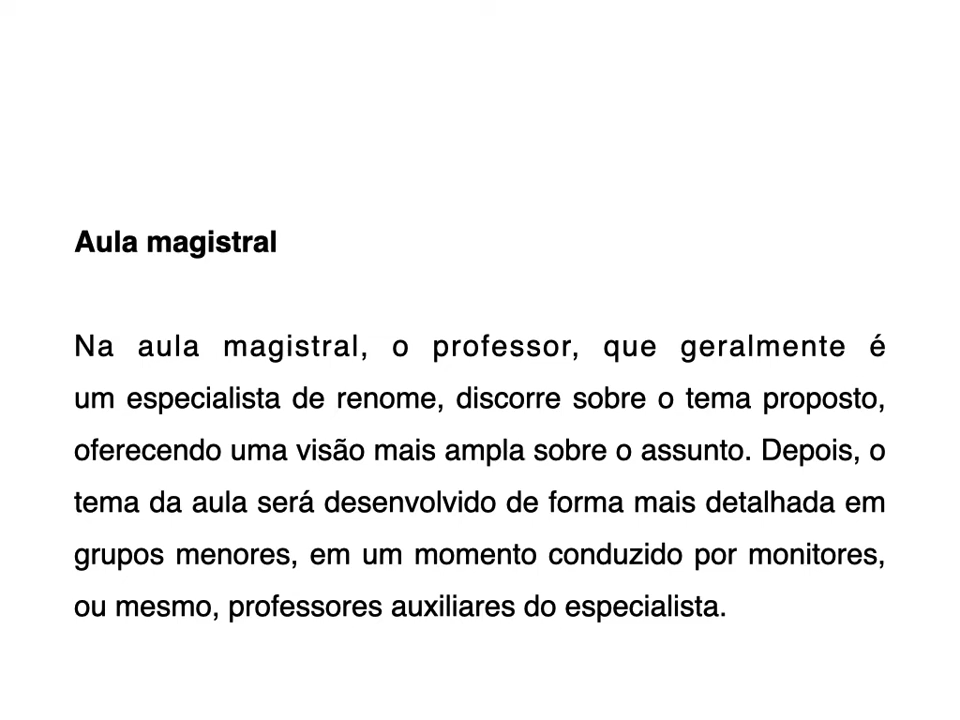 Aula magistral
Na aula magistral, o professor, que geralmente é
um especialista de renome, discorre sobre o tema proposto,
oferecendo uma visão mais ampla sobre o assunto. Depois, o
tema da aula será desenvolvido de forma mais detalhada em
grupos menores, em um momento conduzido por monitores,
ou mesmo, professores auxiliares do especialista.